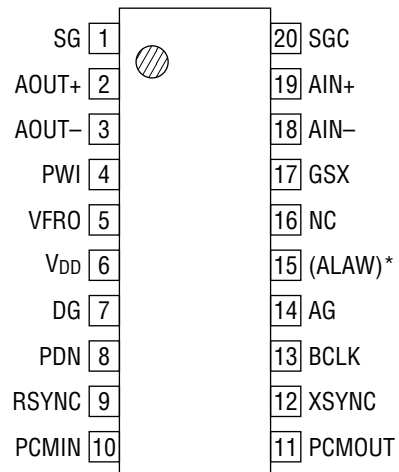 SG 1 20 SGC
AOUT+ 2 19 AIN+
AOUT– 3 18 AIN–
PWI 4 17 GSX
VFRO 5 16 NC
VDD 6 15 (ALAW)*
DG 7 14 AG
PDN 8 13 BCLK
RSYNC 9 12 XSYNC
PCMIN 10 11 PCMOUT